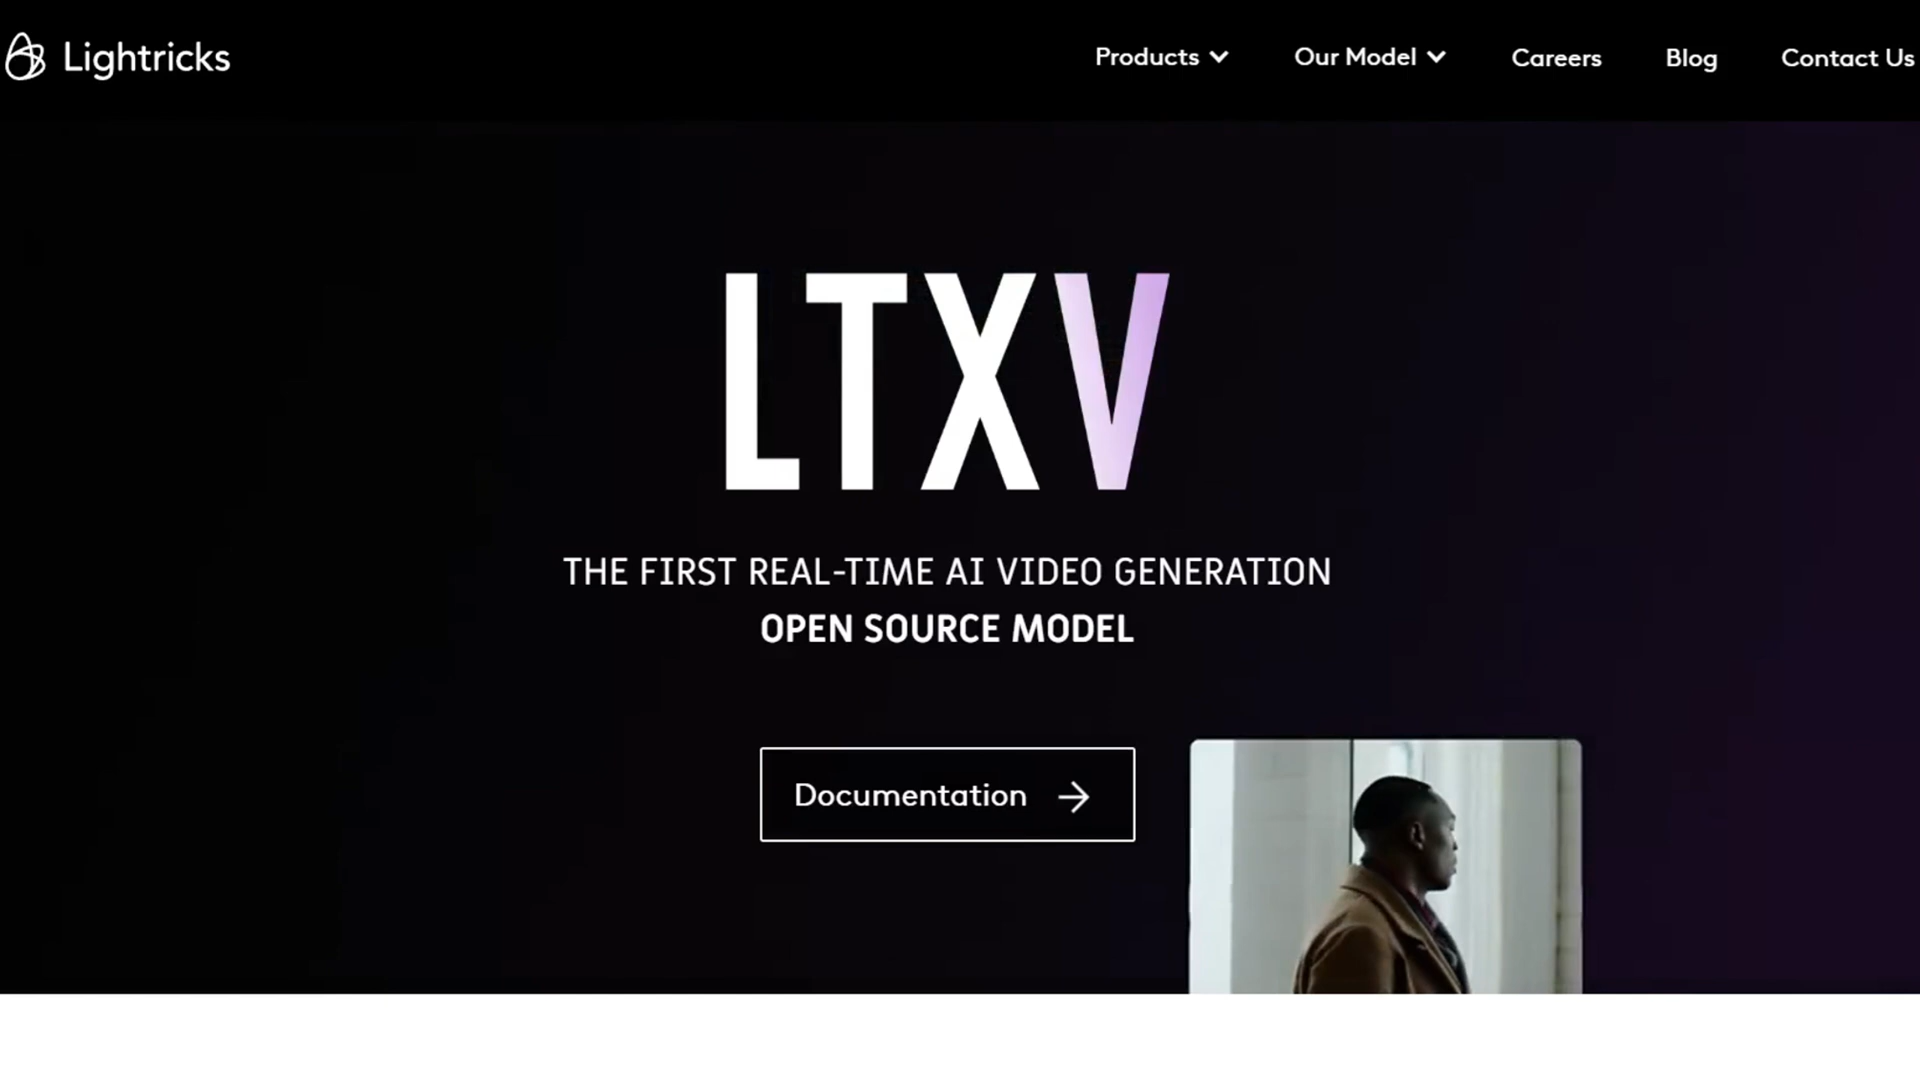 Lightricks
Products
Our Model
Careers
Blog
Contact Us
LTXV
THE FIRST REAL-TIME AI VIDEO GENERATION
OPEN SOURCE MODEL
Documentation